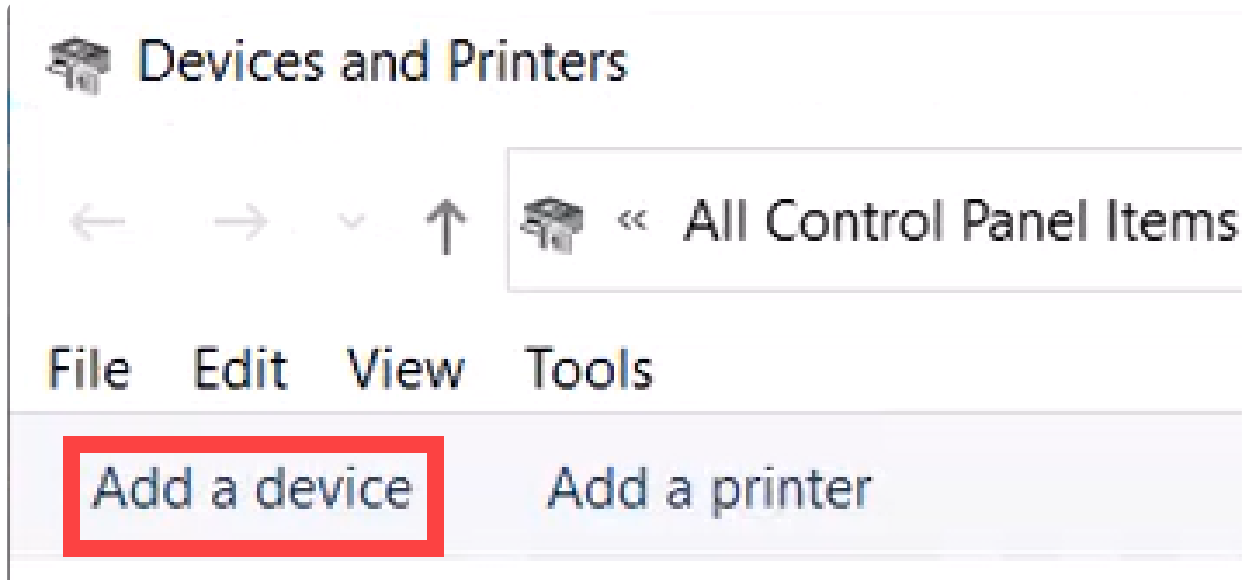 Devices and Printers
« All Control Panel Items
File Edit View Tools
Add a device Add a printer